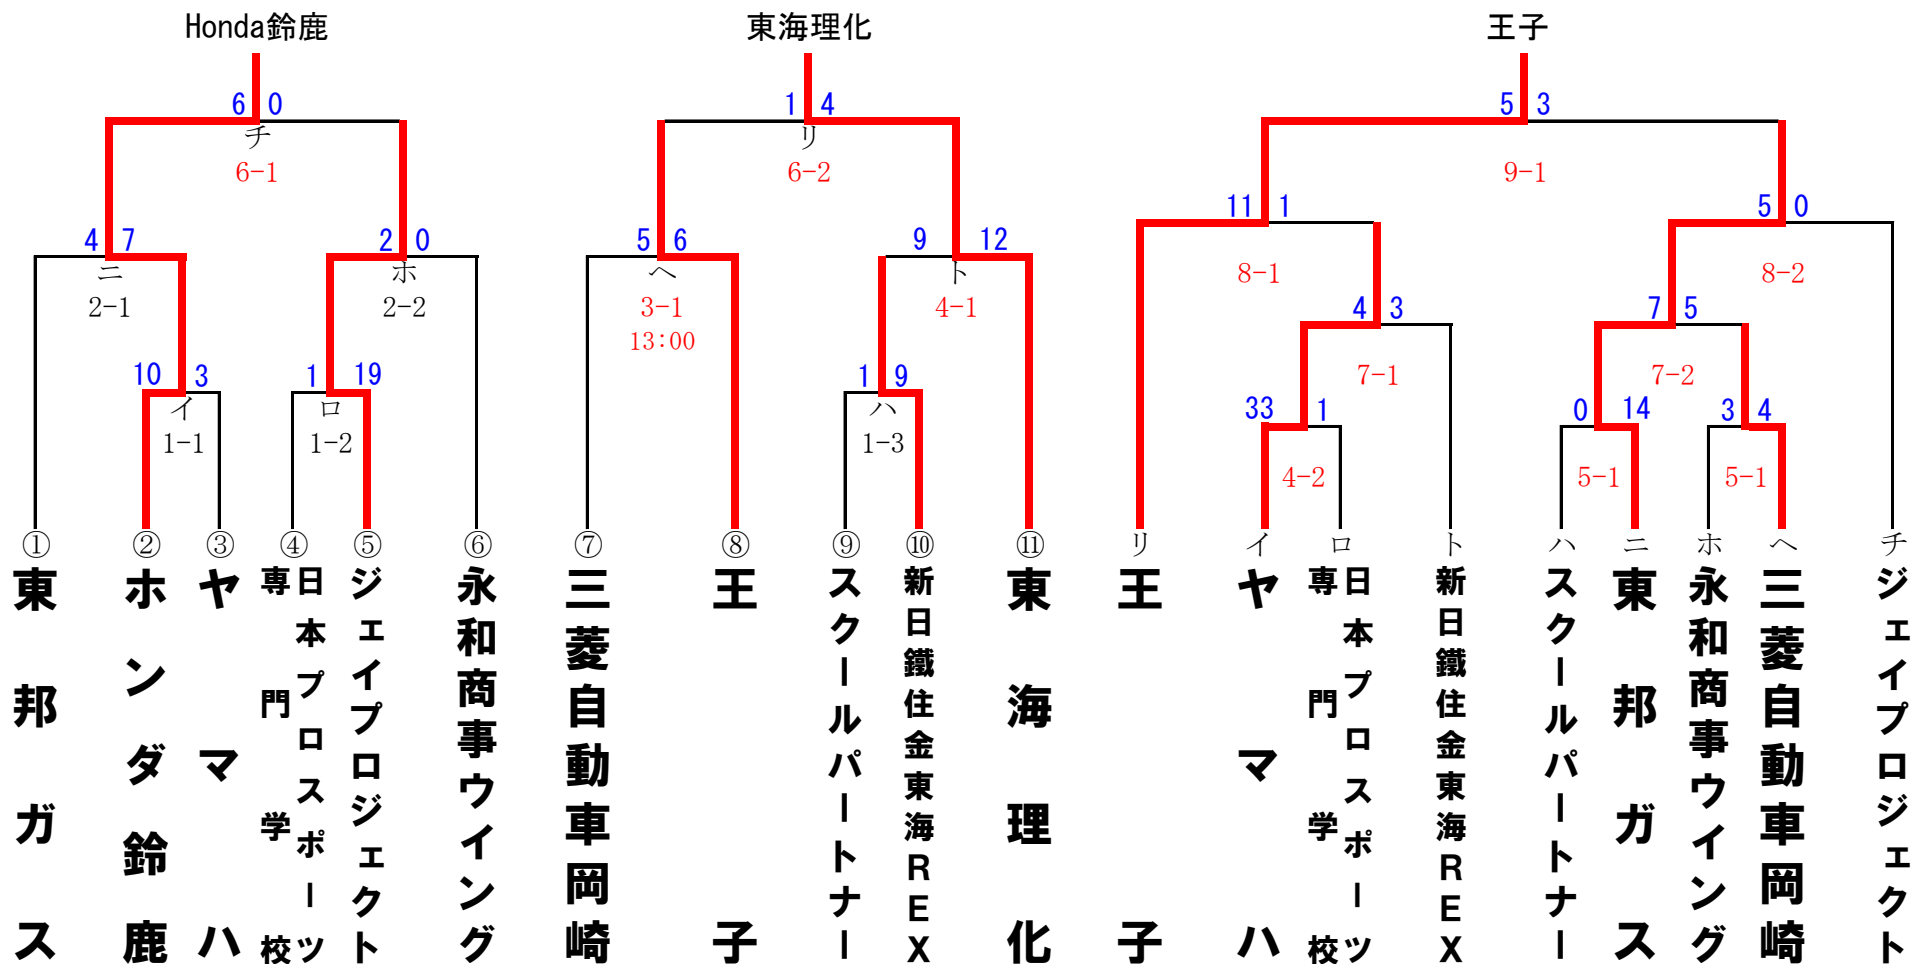 Honda鈴鹿 東海理化 王子
6 0 1 4 5 3
チ リ
6-1 6-2 9-1
11 1 5 0
4 7 2 0 5 6 9 12
ニ ホ ヘ ト 8-1 8-2
2-1 2-2 3-1 4-1 4 3 7 5
13:00
10 3 1 19 1 9 7-1 7-2
イ ロ ハ 33 1 0 14 3 4
1-1 1-2 1-3
4-2 5-1 5-1
① ② ③ ④ ⑤ ⑥ ⑦ ⑧ ⑨ ⑩ ⑪ リ イ ロ ト ハ ニ ホ ヘ チ
東邦ガス
ホンダ鈴鹿
ヤマハ
日本プロスポーツ
専門学校
ジェイプロジェクト
永和商事ウイング
三菱自動車岡崎
王子
スクールパートナー
新日鐵住金東海REX
東海理化
王子
ヤマハ
日本プロスポーツ
専門学校
新日鐵住金東海REX
スクールパートナー
東邦ガス
永和商事ウイング
三菱自動車岡崎
ジェイプロジェクト